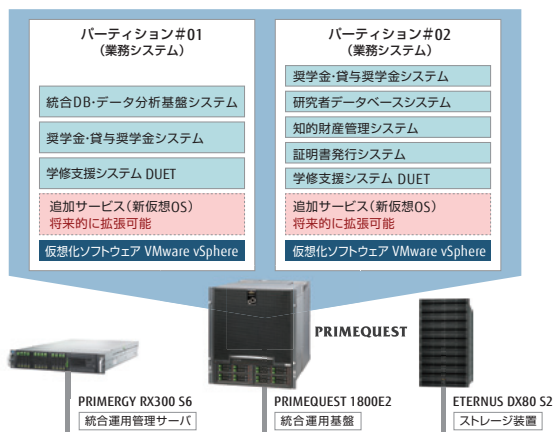 パーティション#01
（業務システム）
統合DB・データ分析基盤システム
奨学金・貸与奨学金システム
学修支援システム DUET
追加サービス（新仮想OS）
将来的に拡張可能
仮想化ソフトウェア VMware vSphere
パーティション#02
（業務システム）
奨学金・貸与奨学金システム
研究者データベースシステム
知的財産管理システム
証明書発行システム
学修支援システム DUET
追加サービス（新仮想OS）
将来的に拡張可能
仮想化ソフトウェア VMware vSphere
PRIMEQUEST
PRIMERGY RX300 S6
統合運用管理サーバ
PRIMEQUEST 1800E2
統合運用基盤
ETERNUS DX80 S2
ストレージ装置